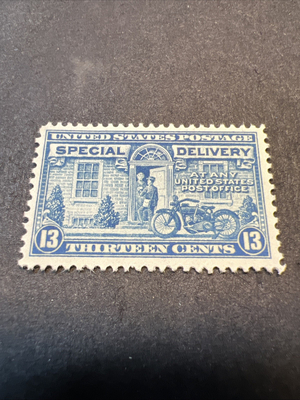 UNITED STATES POSTAGE
SPECIAL DELIVERY
AT ANY
UNITED STATES
POST OFFICE
13 THIRTEEN CENTS 13